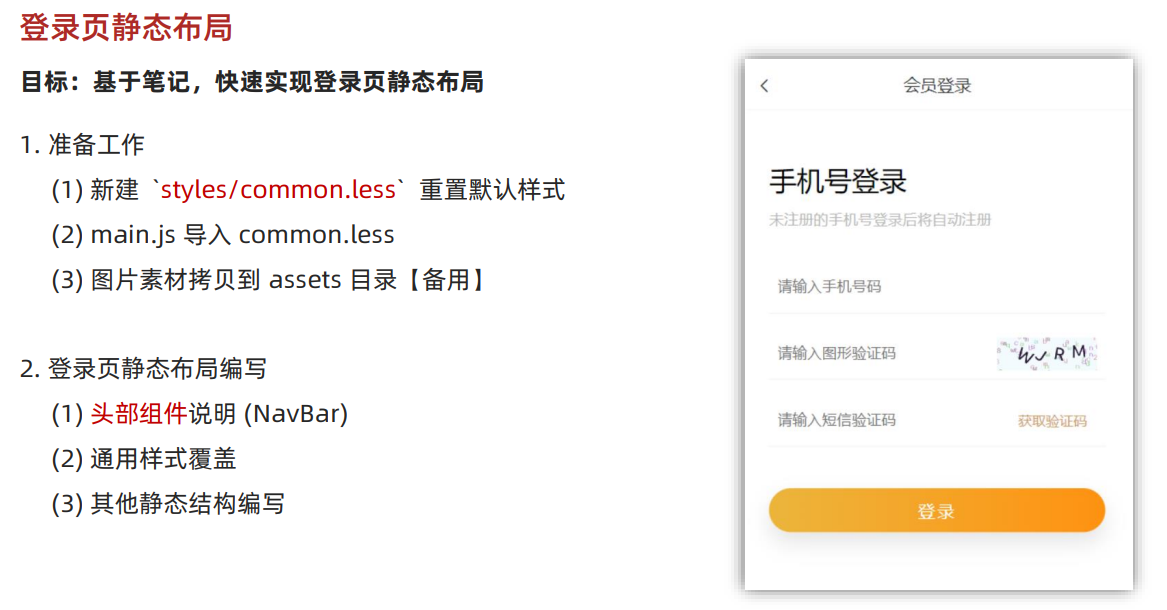 登录页静态布局
目标：基于笔记，快速实现登录页静态布局
1. 准备工作
(1) 新建 `styles/common.less` 重置默认样式
(2) main.js 导入 common.less
(3) 图片素材拷贝到 assets 目录【备用】
2. 登录页静态布局编写
(1) 头部组件说明 (NavBar)
(2) 通用样式覆盖
(3) 其他静态结构编写
会员登录
手机号登录
未注册的手机号登录后将自动注册
请输入手机号码
请输入图形验证码
请输入短信验证码 获取验证码
登录